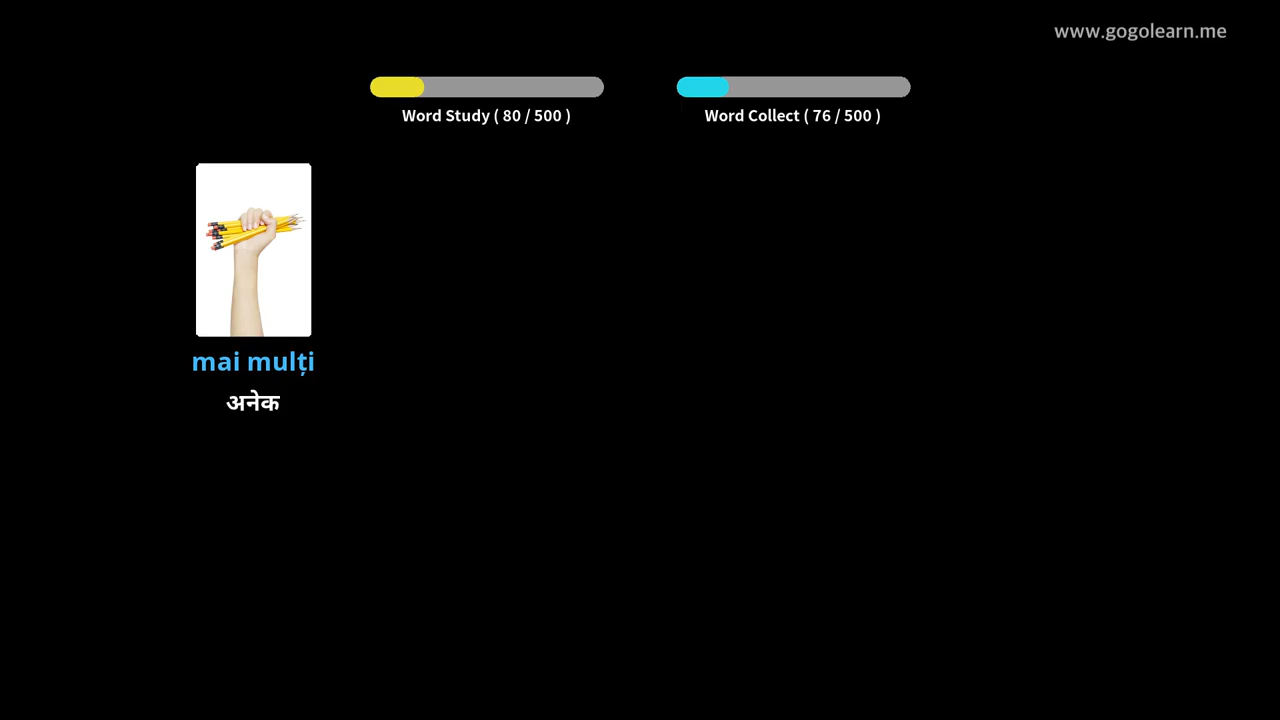 www.gogolearn.me
Word Study ( 80 / 500 )
Word Collect ( 76 / 500 )
mai mulți
अनेक